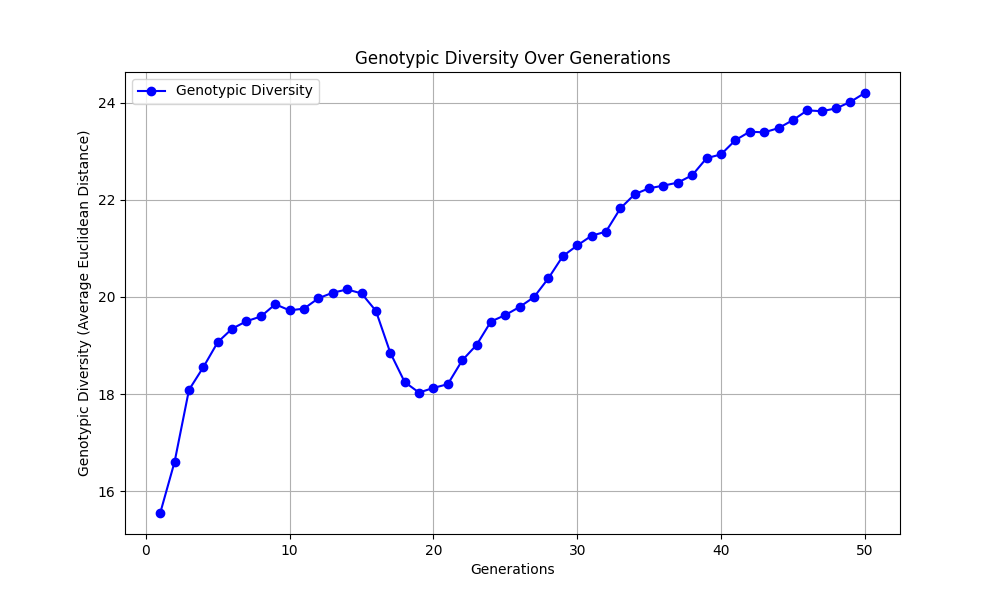 Genotypic Diversity Over Generations
Genotypic Diversity
Genotypic Diversity (Average Euclidean Distance)
24
22
20
18
16
0 10 20 30 40 50
Generations